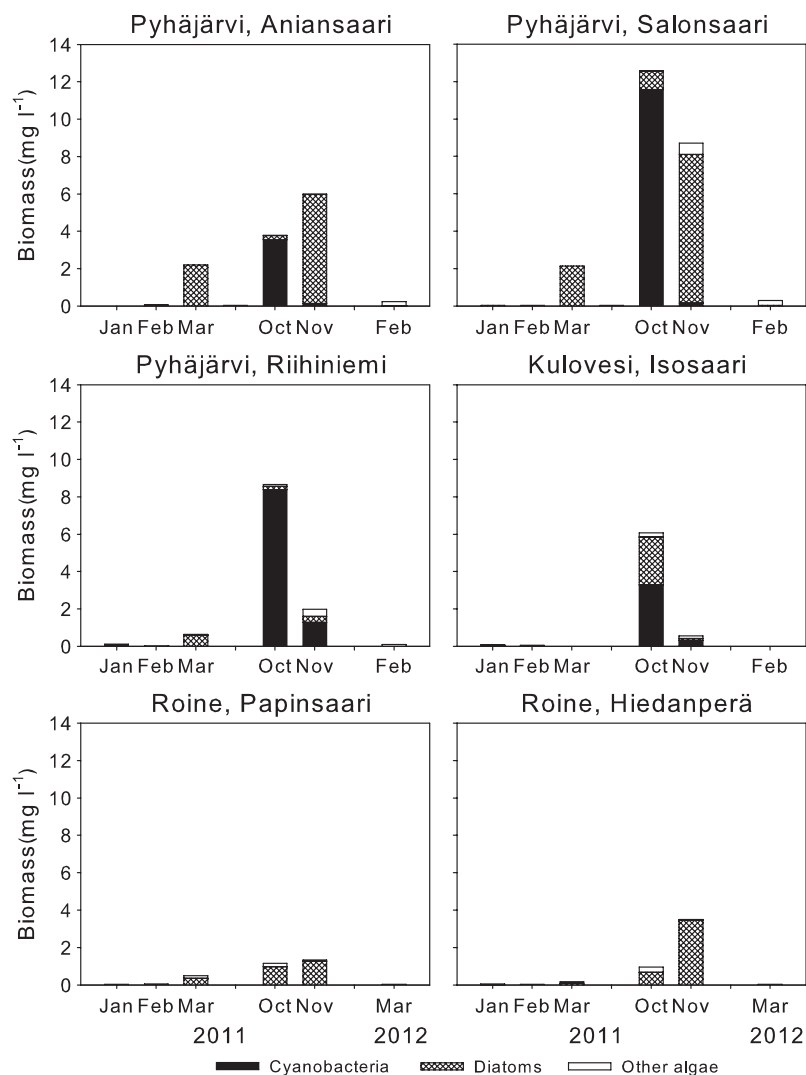 Pyhäjärvi, Aniansaari
Pyhäjärvi, Salonsaari
Biomass(mg l⁻¹)
14
12
10
8
6
4
2
0
Jan Feb Mar Oct Nov Feb
Jan Feb Mar Oct Nov Feb
Pyhäjärvi, Riihiniemi
Kulovesi, Isosaari
Biomass(mg l⁻¹)
14
12
10
8
6
4
2
0
Jan Feb Mar Oct Nov Feb
Jan Feb Mar Oct Nov Feb
Roine, Papinsaari
Roine, Hiedanperä
Biomass(mg l⁻¹)
14
12
10
8
6
4
2
0
Jan Feb Mar Oct Nov Mar
Jan Feb Mar Oct Nov Mar
2011 2012
2011 2012
Cyanobacteria Diatoms Other algae